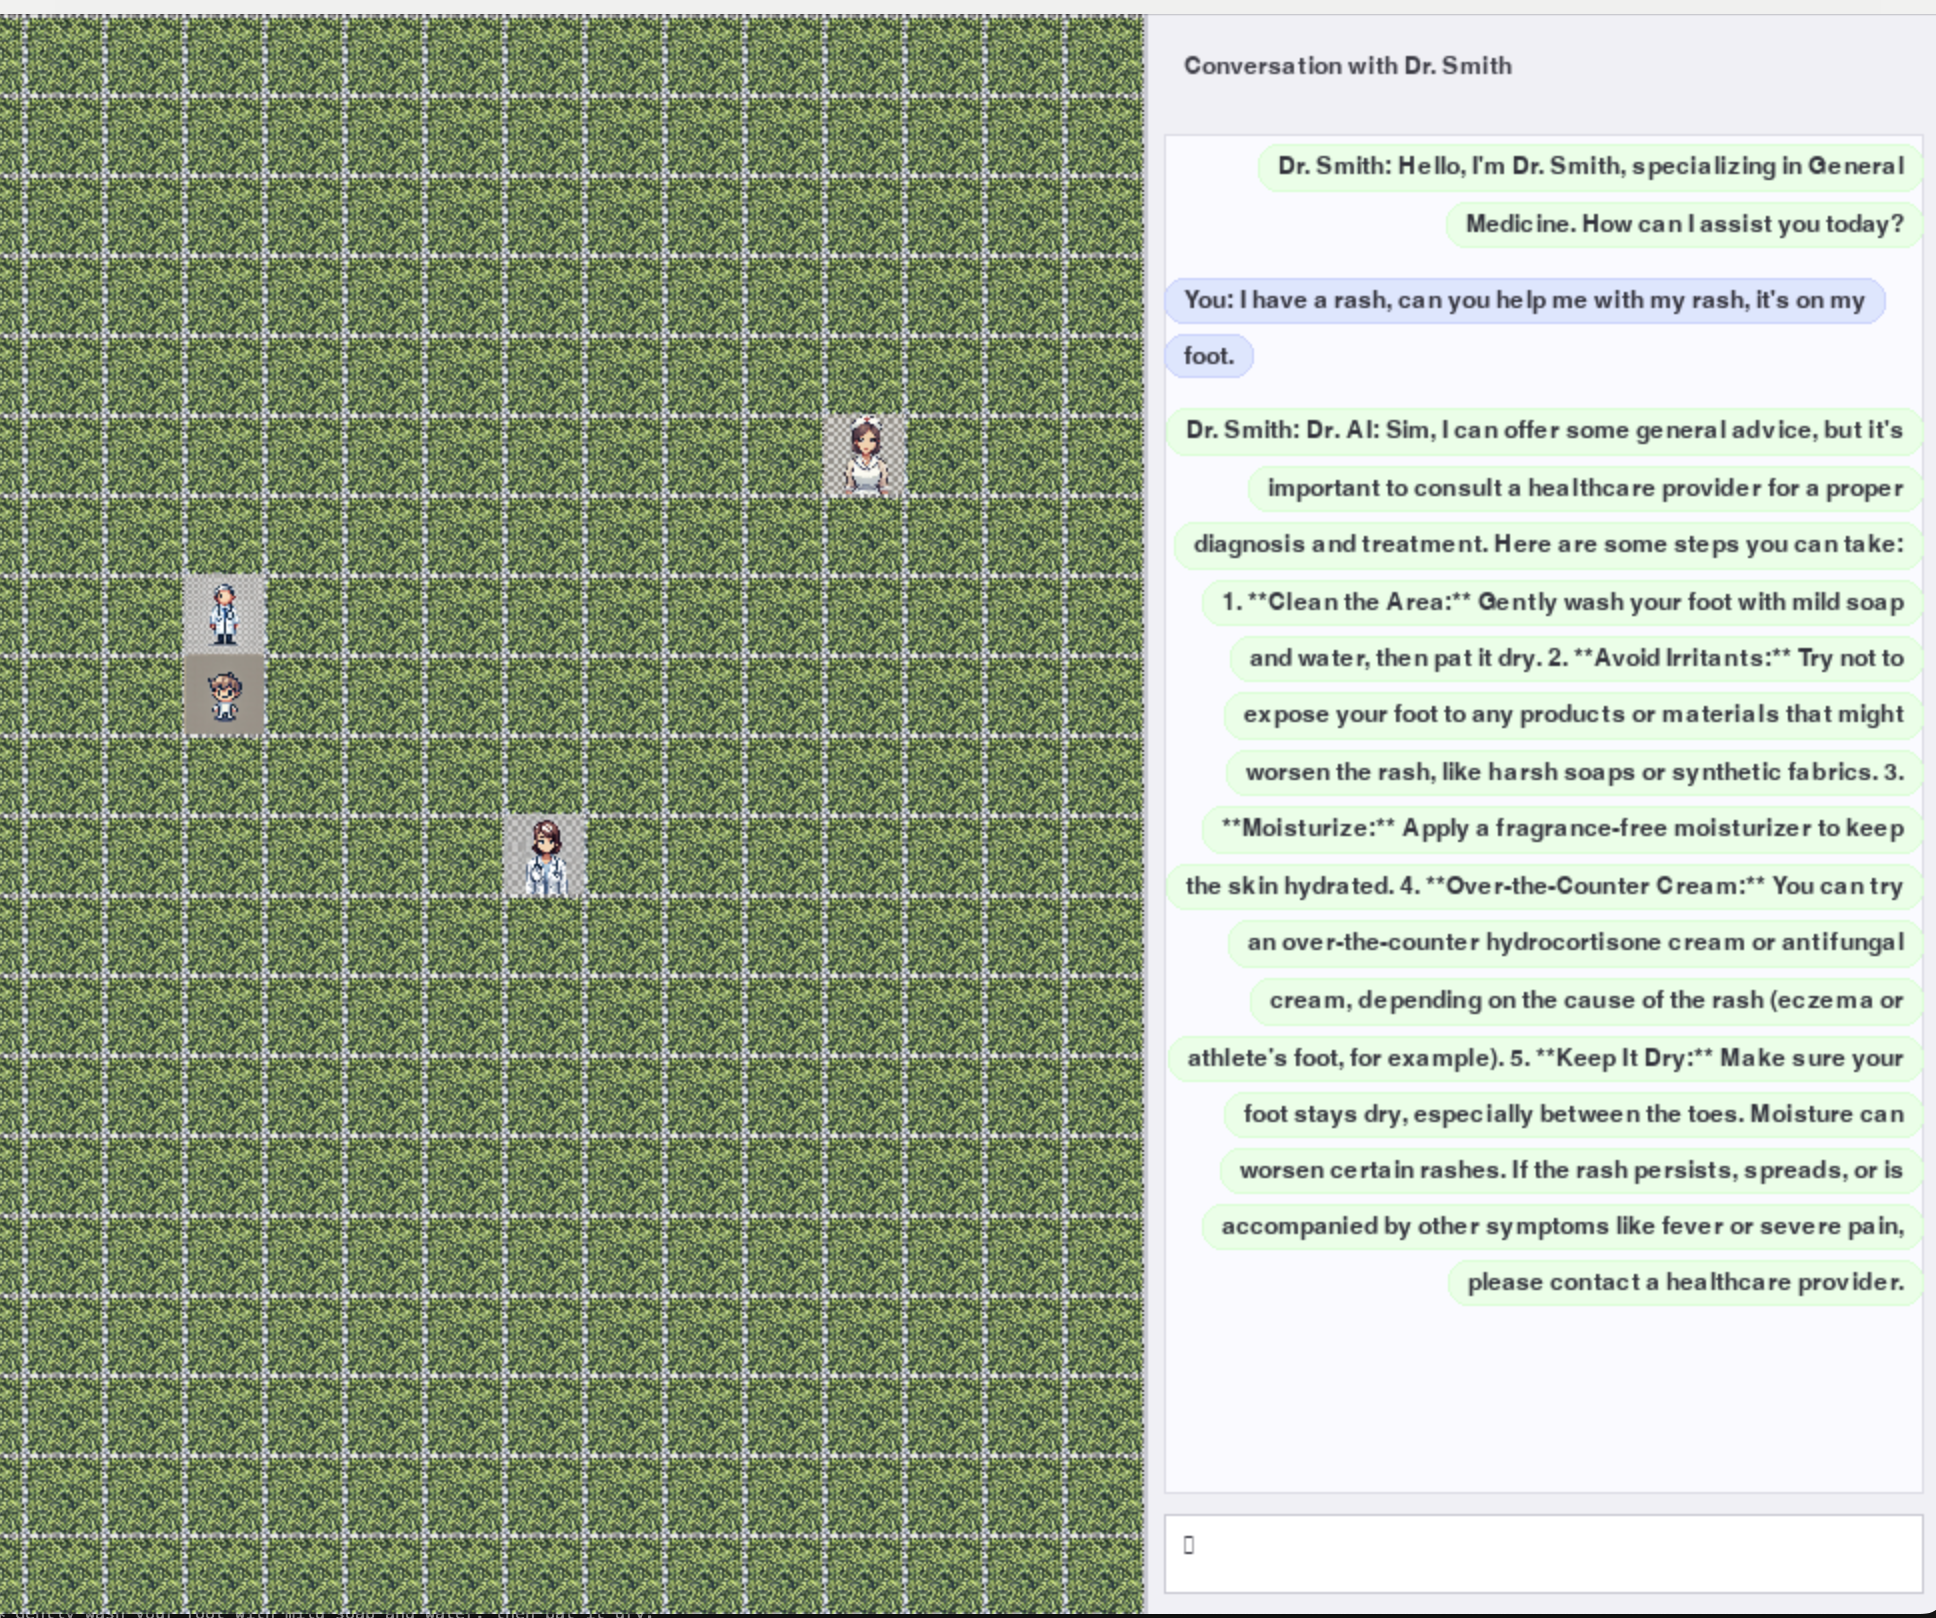 Conversation with Dr. Smith
Dr. Smith: Hello, I'm Dr. Smith, specializing in General
Medicine. How can I assist you today?
You: I have a rash, can you help me with my rash, it's on my
foot.
Dr. Smith: Dr. AI: Sim, I can offer some general advice, but it's
important to consult a healthcare provider for a proper
diagnosis and treatment. Here are some steps you can take:
1. **Clean the Area:** Gently wash your foot with mild soap
and water, then pat it dry. 2. **Avoid Irritants:** Try not to
expose your foot to any products or materials that might
worsen the rash, like harsh soaps or synthetic fabrics. 3.
**Moisturize:** Apply a fragrance-free moisturizer to keep
the skin hydrated. 4. **Over-the-Counter Cream:** You can try
an over-the-counter hydrocortisone cream or antifungal
cream, depending on the cause of the rash (eczema or
athlete's foot, for example). 5. **Keep It Dry:** Make sure your
foot stays dry, especially between the toes. Moisture can
worsen certain rashes. If the rash persists, spreads, or is
accompanied by other symptoms like fever or severe pain,
please contact a healthcare provider.